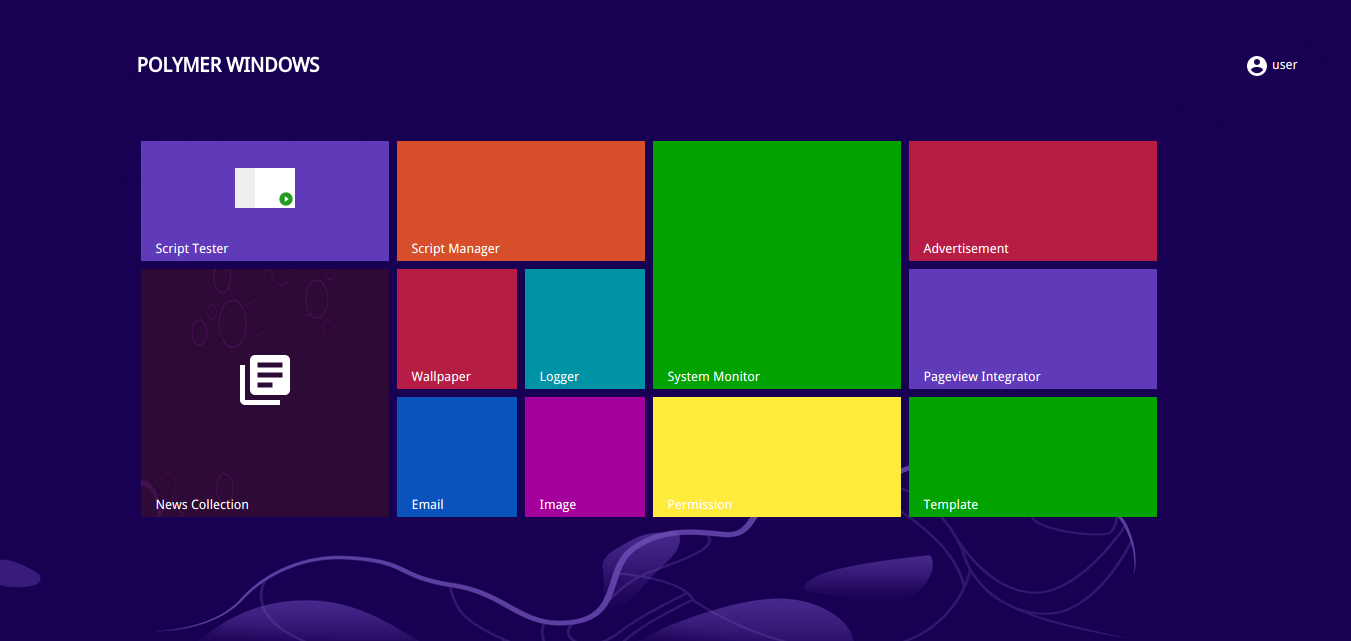 POLYMER WINDOWS
user
Script Tester
Script Manager
Advertisement
Wallpaper
Logger
System Monitor
Pageview Integrator
News Collection
Email
Image
Permission
Template